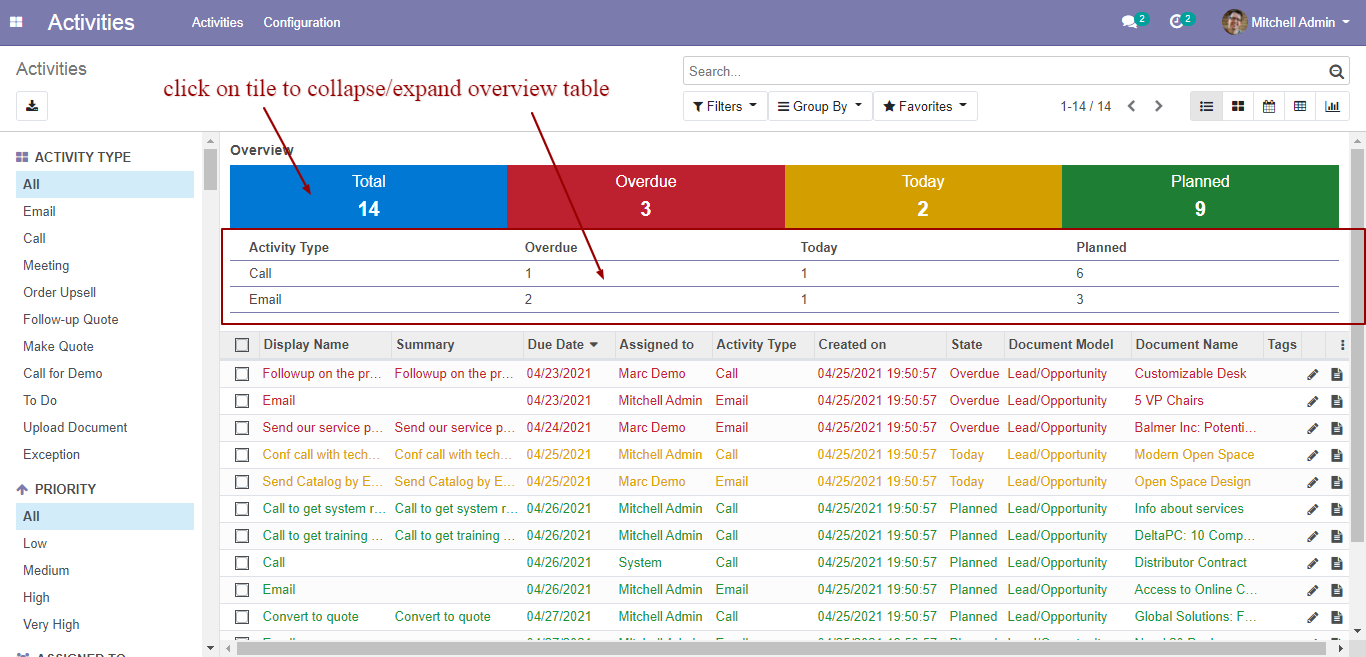 Activities Activities Configuration 2 2 Mitchell Admin
Activities
Search...
click on tile to collapse/expand overview table
Filters Group By Favorites 1-14 / 14
Overview
Total Overdue Today Planned
14 3 2 9
Activity Type Overdue Today Planned
Call 1 1 6
Email 2 1 3
ACTIVITY TYPE
All
Email
Call
Meeting
Order Upsell
Follow-up Quote
Make Quote
Call for Demo
To Do
Upload Document
Exception
PRIORITY
All
Low
Medium
High
Very High
ASSIGNED TO
Display Name Summary Due Date Assigned to Activity Type Created on State Document Model Document Name Tags
Followup on the pr... Followup on the pr... 04/23/2021 Marc Demo Call 04/25/2021 19:50:57 Overdue Lead/Opportunity Customizable Desk
Email 04/23/2021 Mitchell Admin Email 04/25/2021 19:50:57 Overdue Lead/Opportunity 5 VP Chairs
Send our service p... Send our service p... 04/24/2021 Marc Demo Email 04/25/2021 19:50:57 Overdue Lead/Opportunity Balmer Inc: Potenti...
Conf call with tech... Conf call with tech... 04/25/2021 Mitchell Admin Call 04/25/2021 19:50:57 Today Lead/Opportunity Modern Open Space
Send Catalog by E... Send Catalog by E... 04/25/2021 Marc Demo Email 04/25/2021 19:50:57 Today Lead/Opportunity Open Space Design
Call to get system r... Call to get system r... 04/26/2021 Mitchell Admin Call 04/25/2021 19:50:57 Planned Lead/Opportunity Info about services
Call to get training ... Call to get training ... 04/26/2021 Mitchell Admin Call 04/25/2021 19:50:57 Planned Lead/Opportunity DeltaPC: 10 Comp...
Call 04/26/2021 System Call 04/25/2021 19:50:57 Planned Lead/Opportunity Distributor Contract
Email 04/26/2021 Mitchell Admin Email 04/25/2021 19:50:57 Planned Lead/Opportunity Access to Online C...
Convert to quote Convert to quote 04/27/2021 Mitchell Admin Call 04/25/2021 19:50:57 Planned Lead/Opportunity Global Solutions: F...